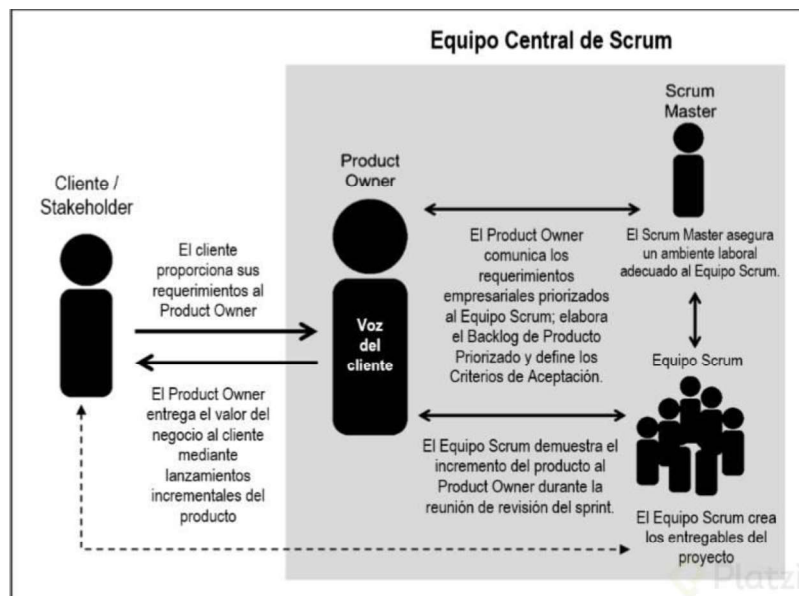 Equipo Central de Scrum
Scrum
Master
Product
Owner
Cliente /
Stakeholder
El cliente
proporciona sus
requerimientos al
Product Owner
El Product Owner
comunica los
requerimientos
empresariales priorizados
al Equipo Scrum; elabora
el Backlog de Producto
Priorizado y define los
Criterios de Aceptación.
El Scrum Master asegura
un ambiente laboral
adecuado al Equipo Scrum.
Voz
del
cliente
Equipo Scrum
El Product Owner
entrega el valor del
negocio al cliente
mediante
lanzamientos
incrementales del
producto
El Equipo Scrum demuestra el
incremento del producto al
Product Owner durante la
reunión de revisión del sprint.
El Equipo Scrum crea
los entregables del
proyecto
Platzi